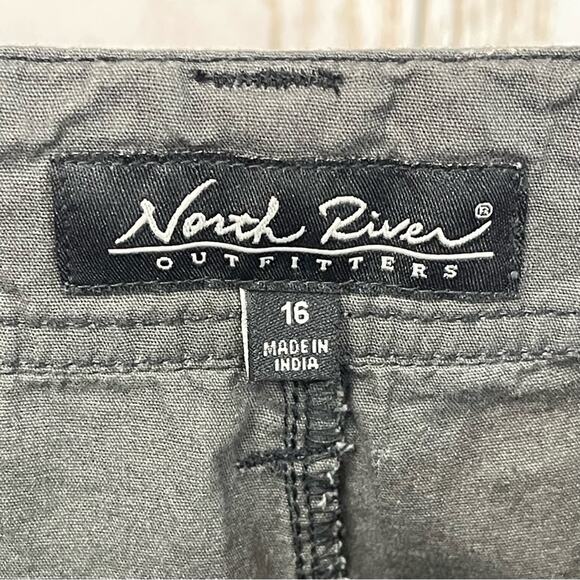 North River®
OUTFITTERS
16
MADE IN
INDIA